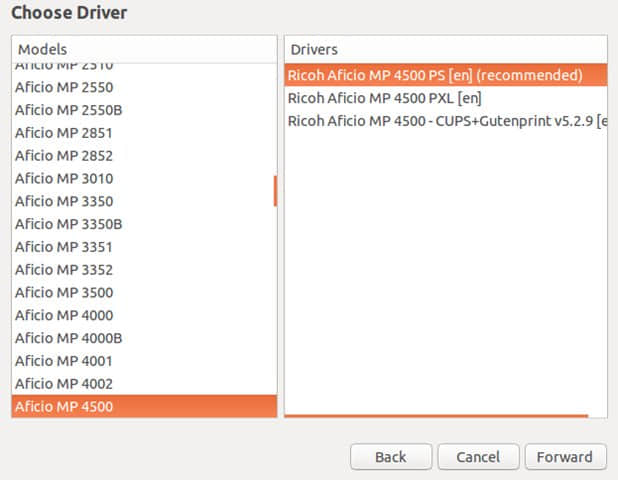 Choose Driver
Models
Aficio MP 2510
Aficio MP 2550
Aficio MP 2550B
Aficio MP 2851
Aficio MP 2852
Aficio MP 3010
Aficio MP 3350
Aficio MP 3350B
Aficio MP 3351
Aficio MP 3352
Aficio MP 3500
Aficio MP 4000
Aficio MP 4000B
Aficio MP 4001
Aficio MP 4002
Aficio MP 4500
Drivers
Ricoh Aficio MP 4500 PS [en] (recommended)
Ricoh Aficio MP 4500 PXL [en]
Ricoh Aficio MP 4500 - CUPS+Gutenprint v5.2.9 [e
Back
Cancel
Forward